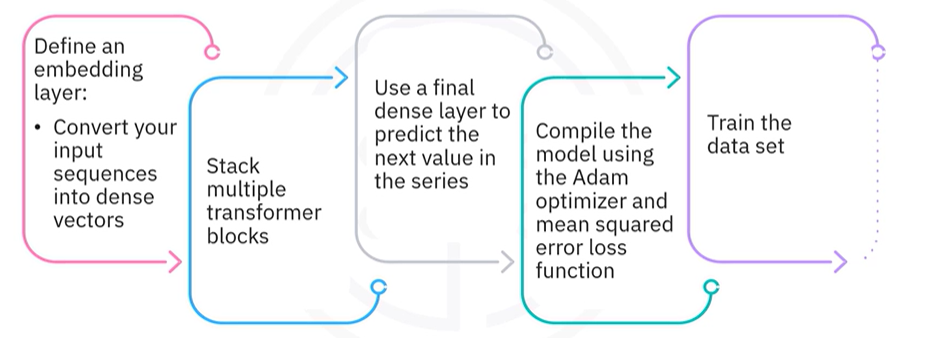 Define an
embedding
layer:
• Convert your
input
sequences
into dense
vectors
Stack
multiple
transformer
blocks
Use a final
dense layer to
predict the
next value in
the series
Compile the
model using
the Adam
optimizer and
mean squared
error loss
function
Train the
data set